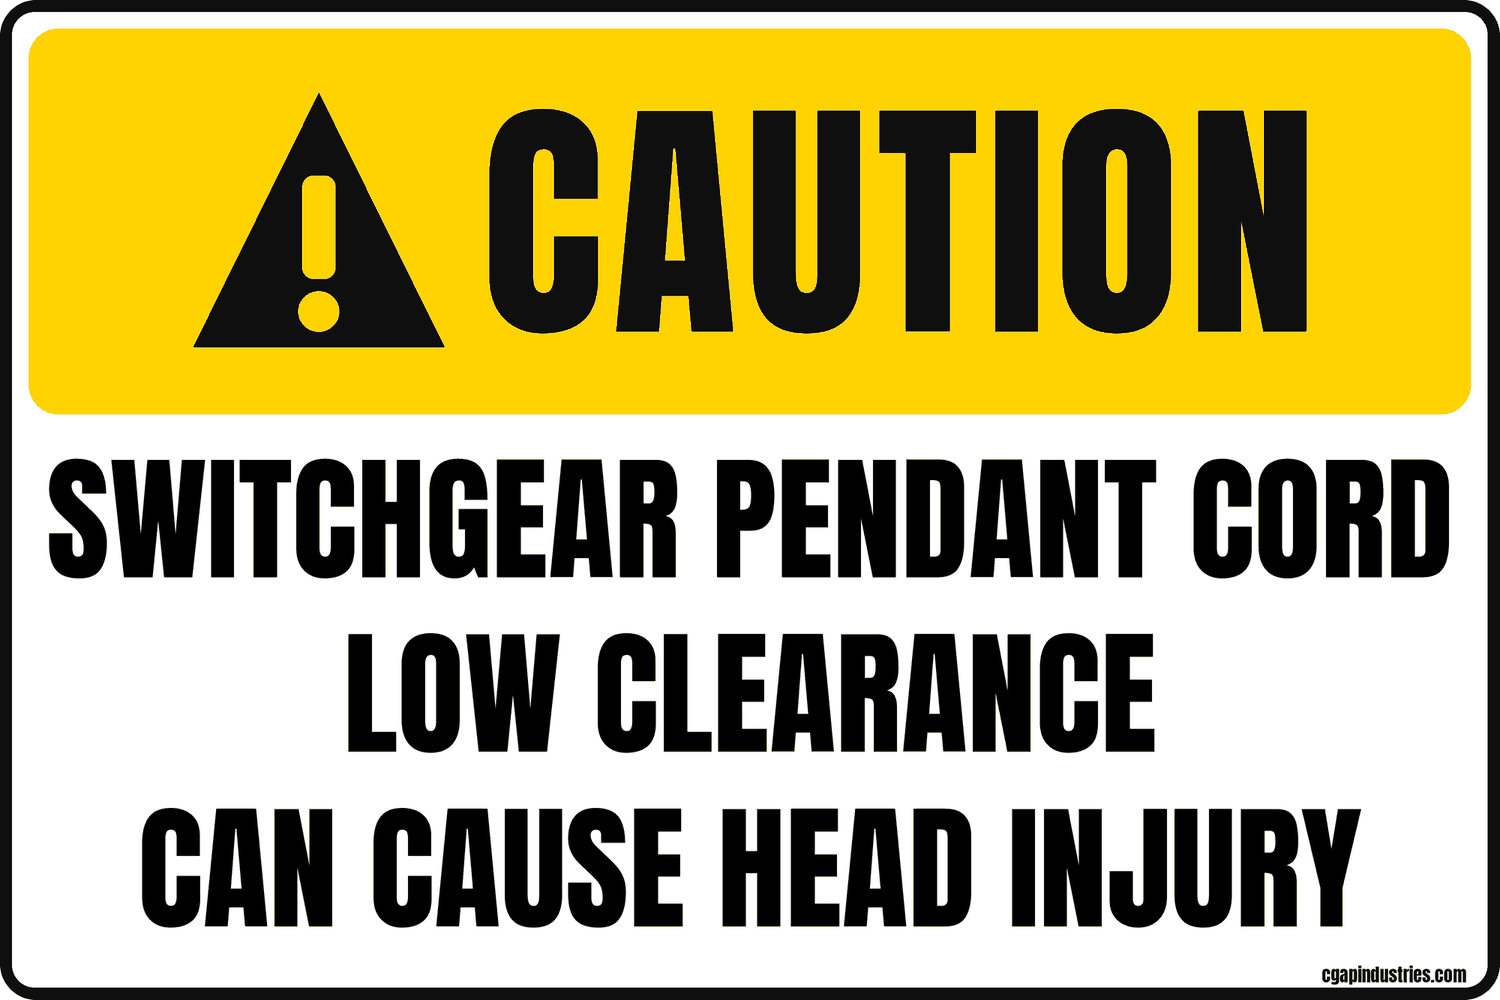 CAUTION
SWITCHGEAR PENDANT CORD
LOW CLEARANCE
CAN CAUSE HEAD INJURY
cgapindustries.com